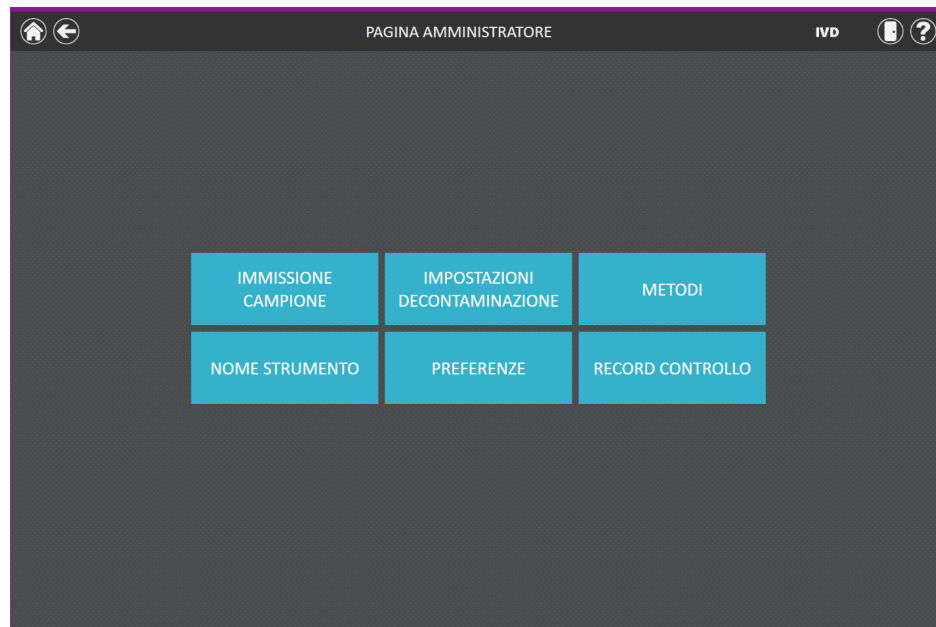 PAGINA AMMINISTRATORE
IVD
?
IMMISSIONE
CAMPIONE
IMPOSTAZIONI
DECONTAMINAZIONE
METODI
NOME STRUMENTO
PREFERENZE
RECORD CONTROLLO